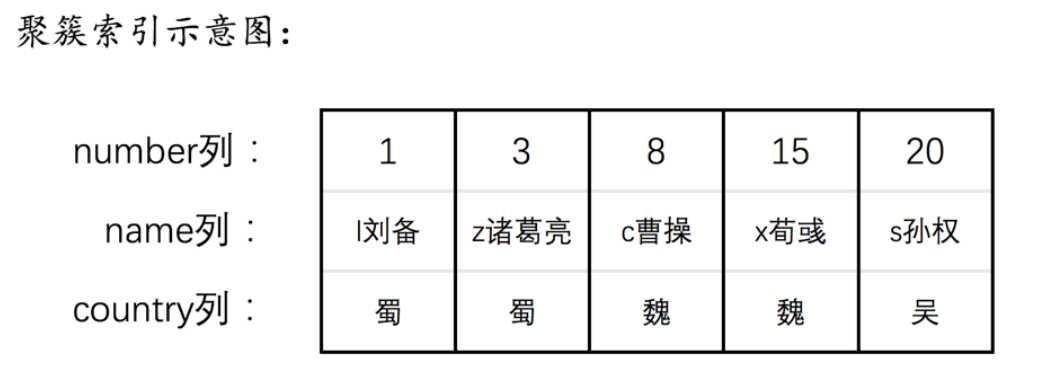 聚簇索引示意图：
number列： 1 3 8 15 20
name列： l刘备 z诸葛亮 c曹操 x荀彧 s孙权
country列： 蜀 蜀 魏 魏 吴